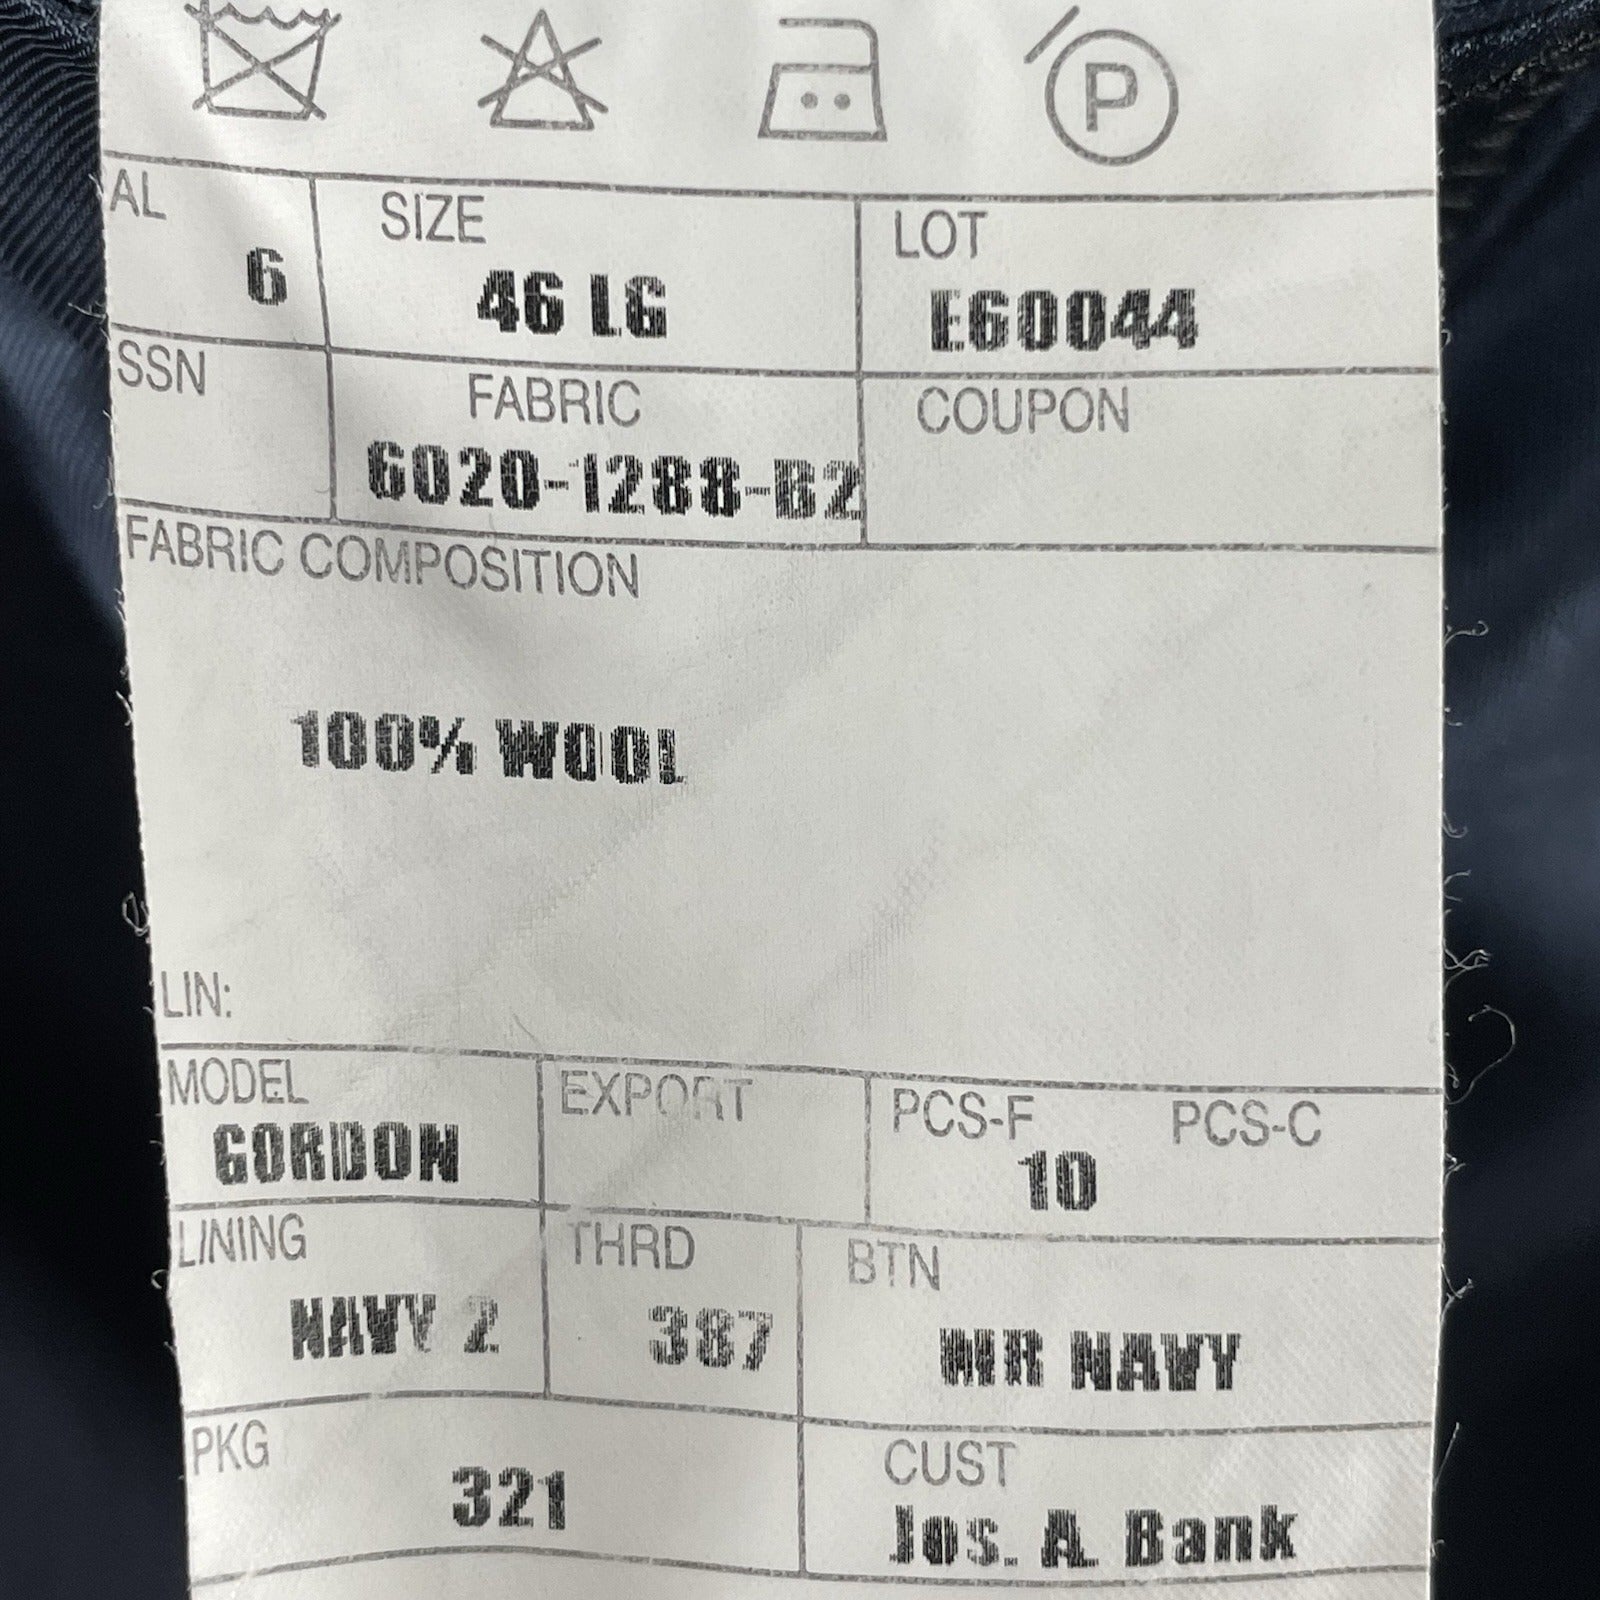 P
AL SIZE LOT
6 46 LG E60044
SSN FABRIC COUPON
6020-1288-B2
FABRIC COMPOSITION
100% WOOL
LIN:
MODEL EXPORT PCS-F PCS-C
GORDON 10
LINING THRD BTN
NAVY 2 387 WR NAVY
PKG CUST
321 Jos. A. Bank